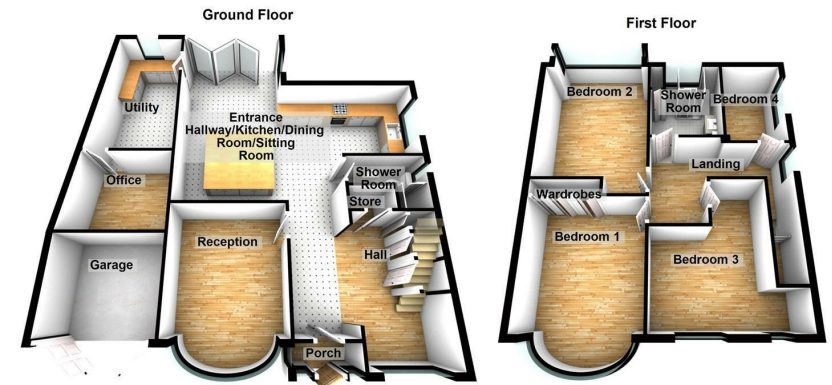 Ground Floor
Utility
Entrance
Hallway/Kitchen/Dining
Room/Sitting
Room
Office
Shower
Room
Store
Reception
Hall
Garage
Porch
First Floor
Bedroom 2
Shower
Room
Bedroom 4
Landing
Wardrobes
Bedroom 1
Bedroom 3